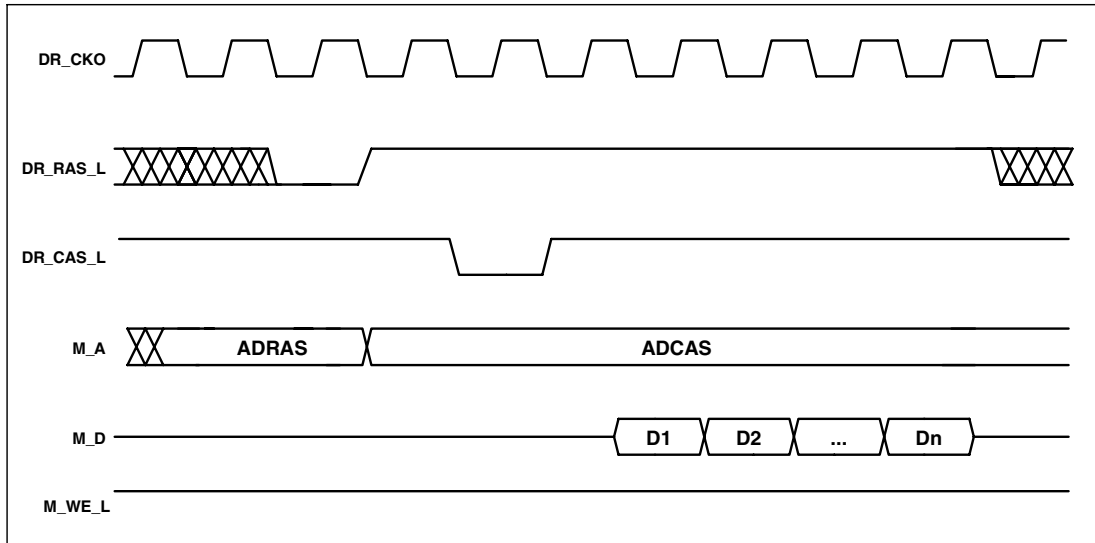 DR_CKO
DR_RAS_L
DR_CAS_L
M_A ADRAS ADCAS
M_D D1 D2 ... Dn
M_WE_L